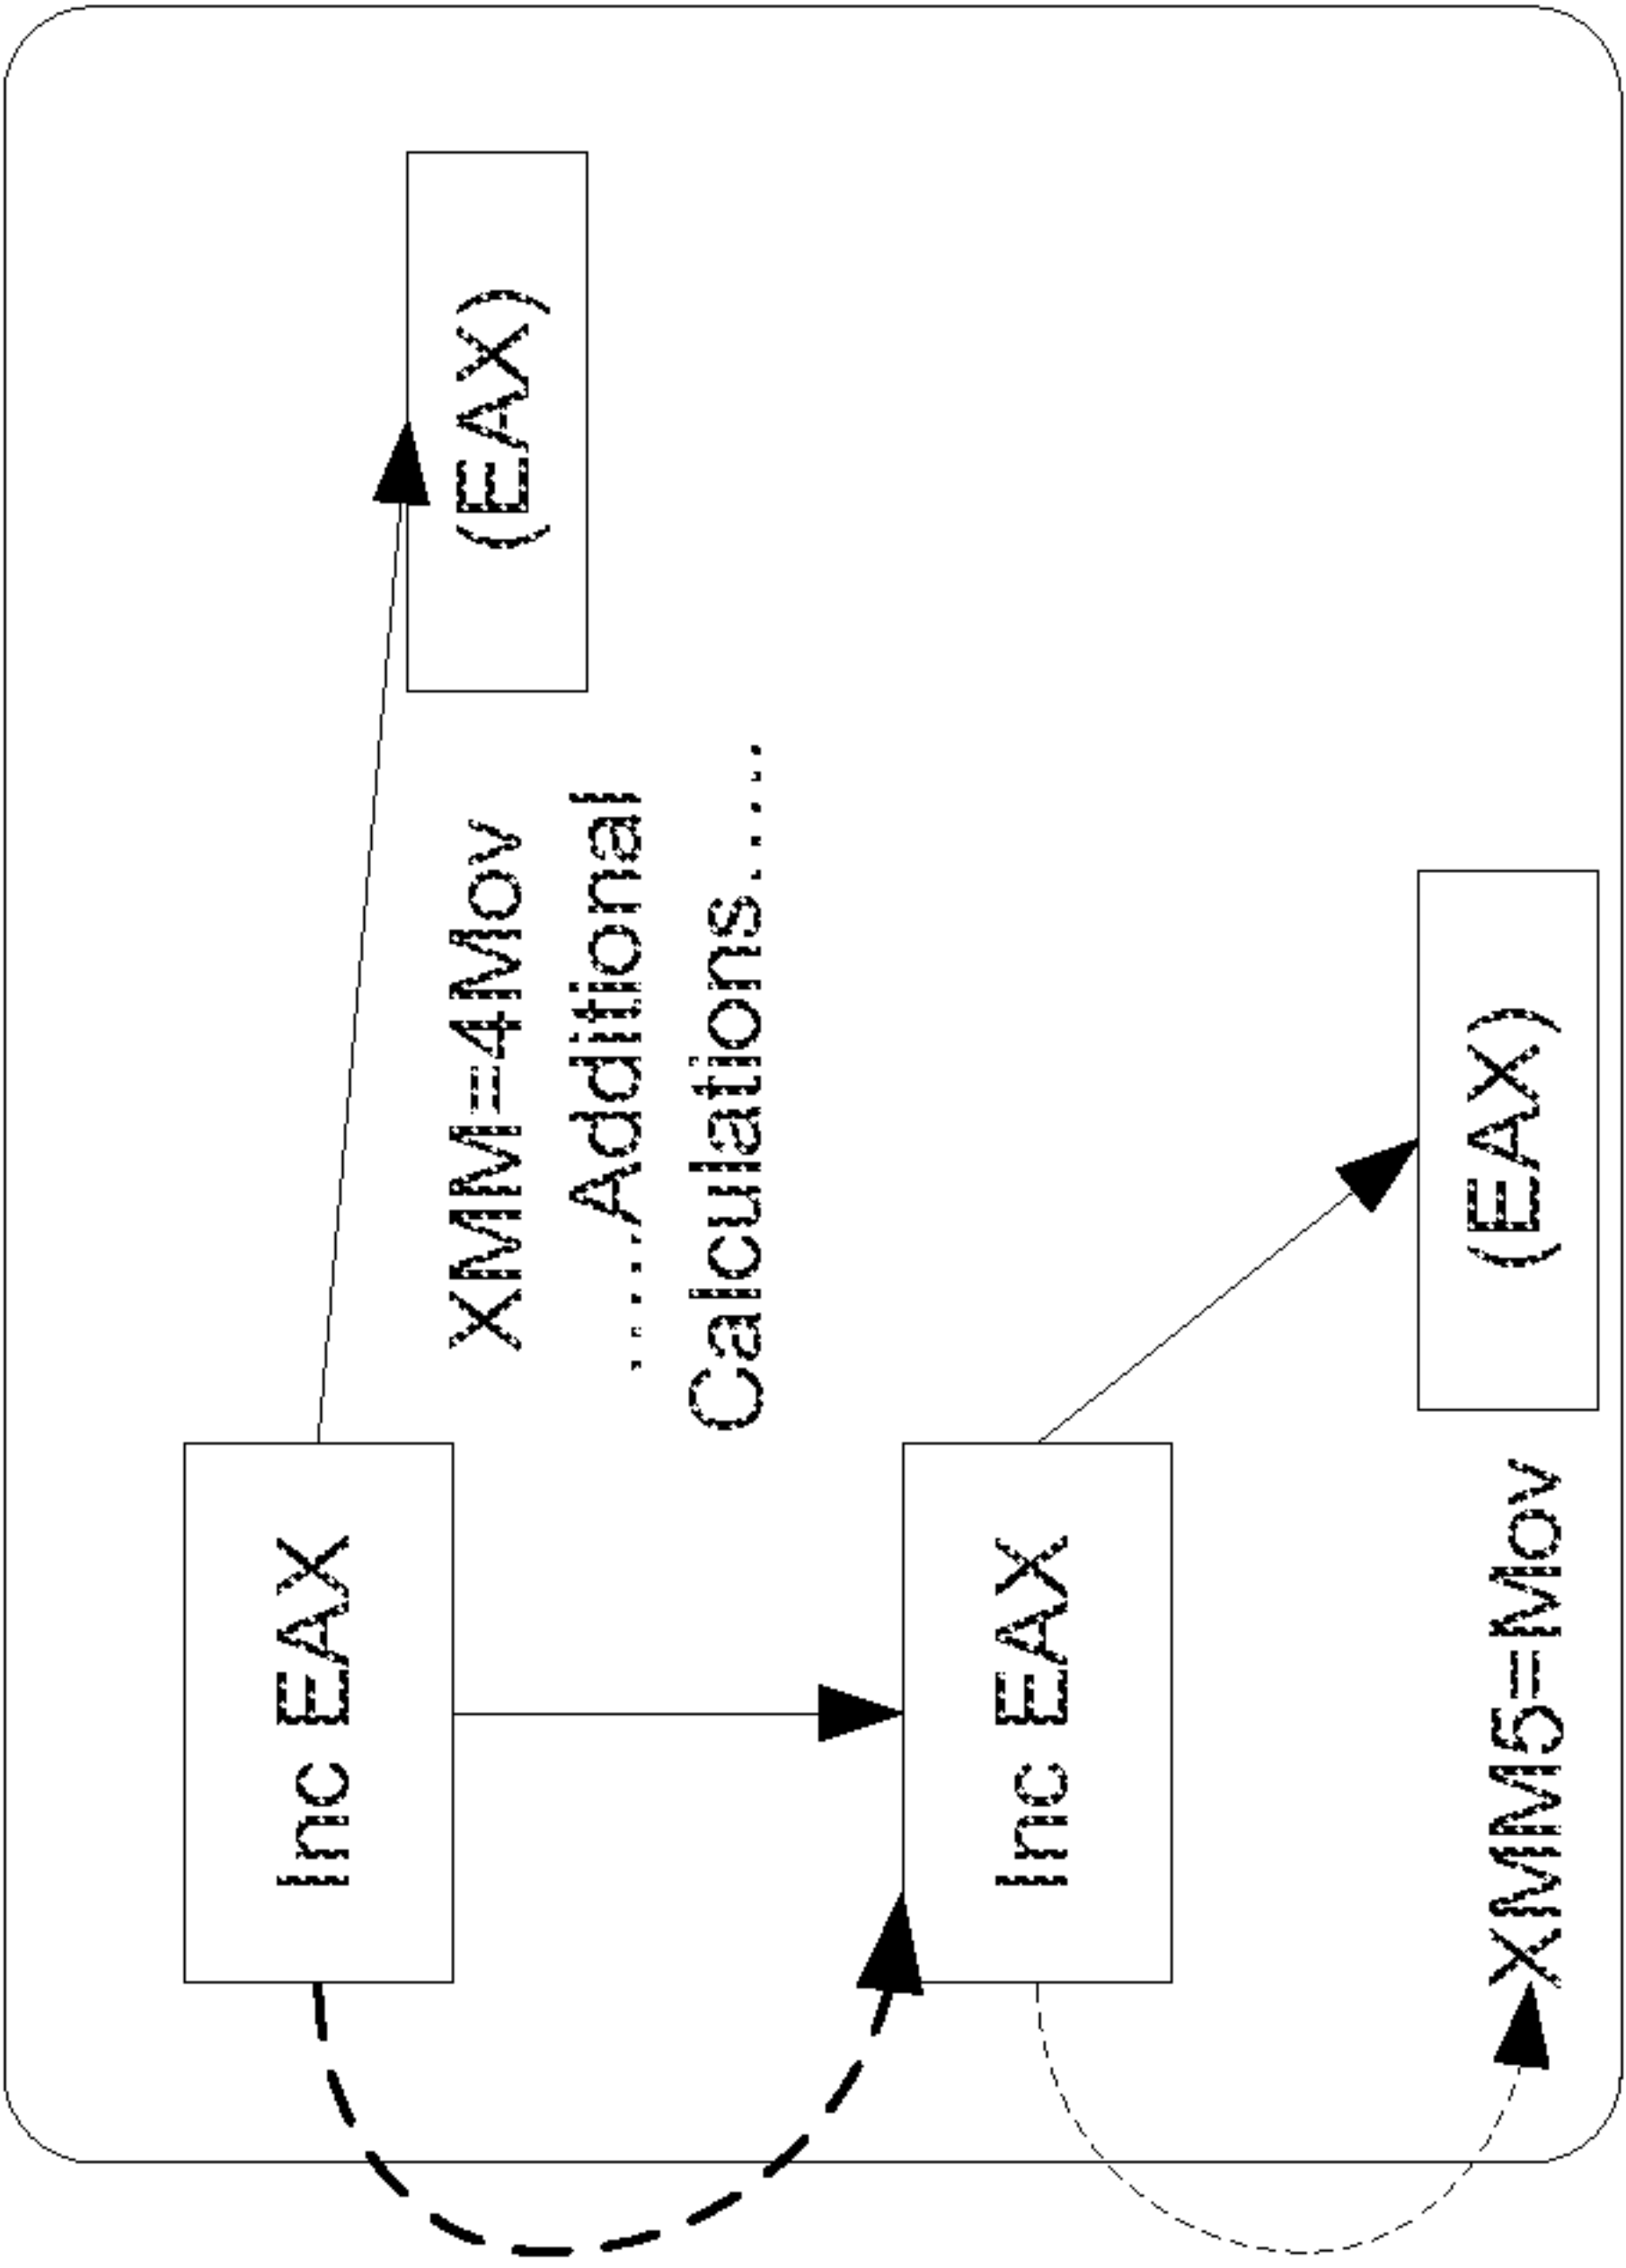 Inc EAX
XMM=4Mov (EAX)
.....Additional
Calculations.....
Inc EAX
XMM5=Mov (EAX)